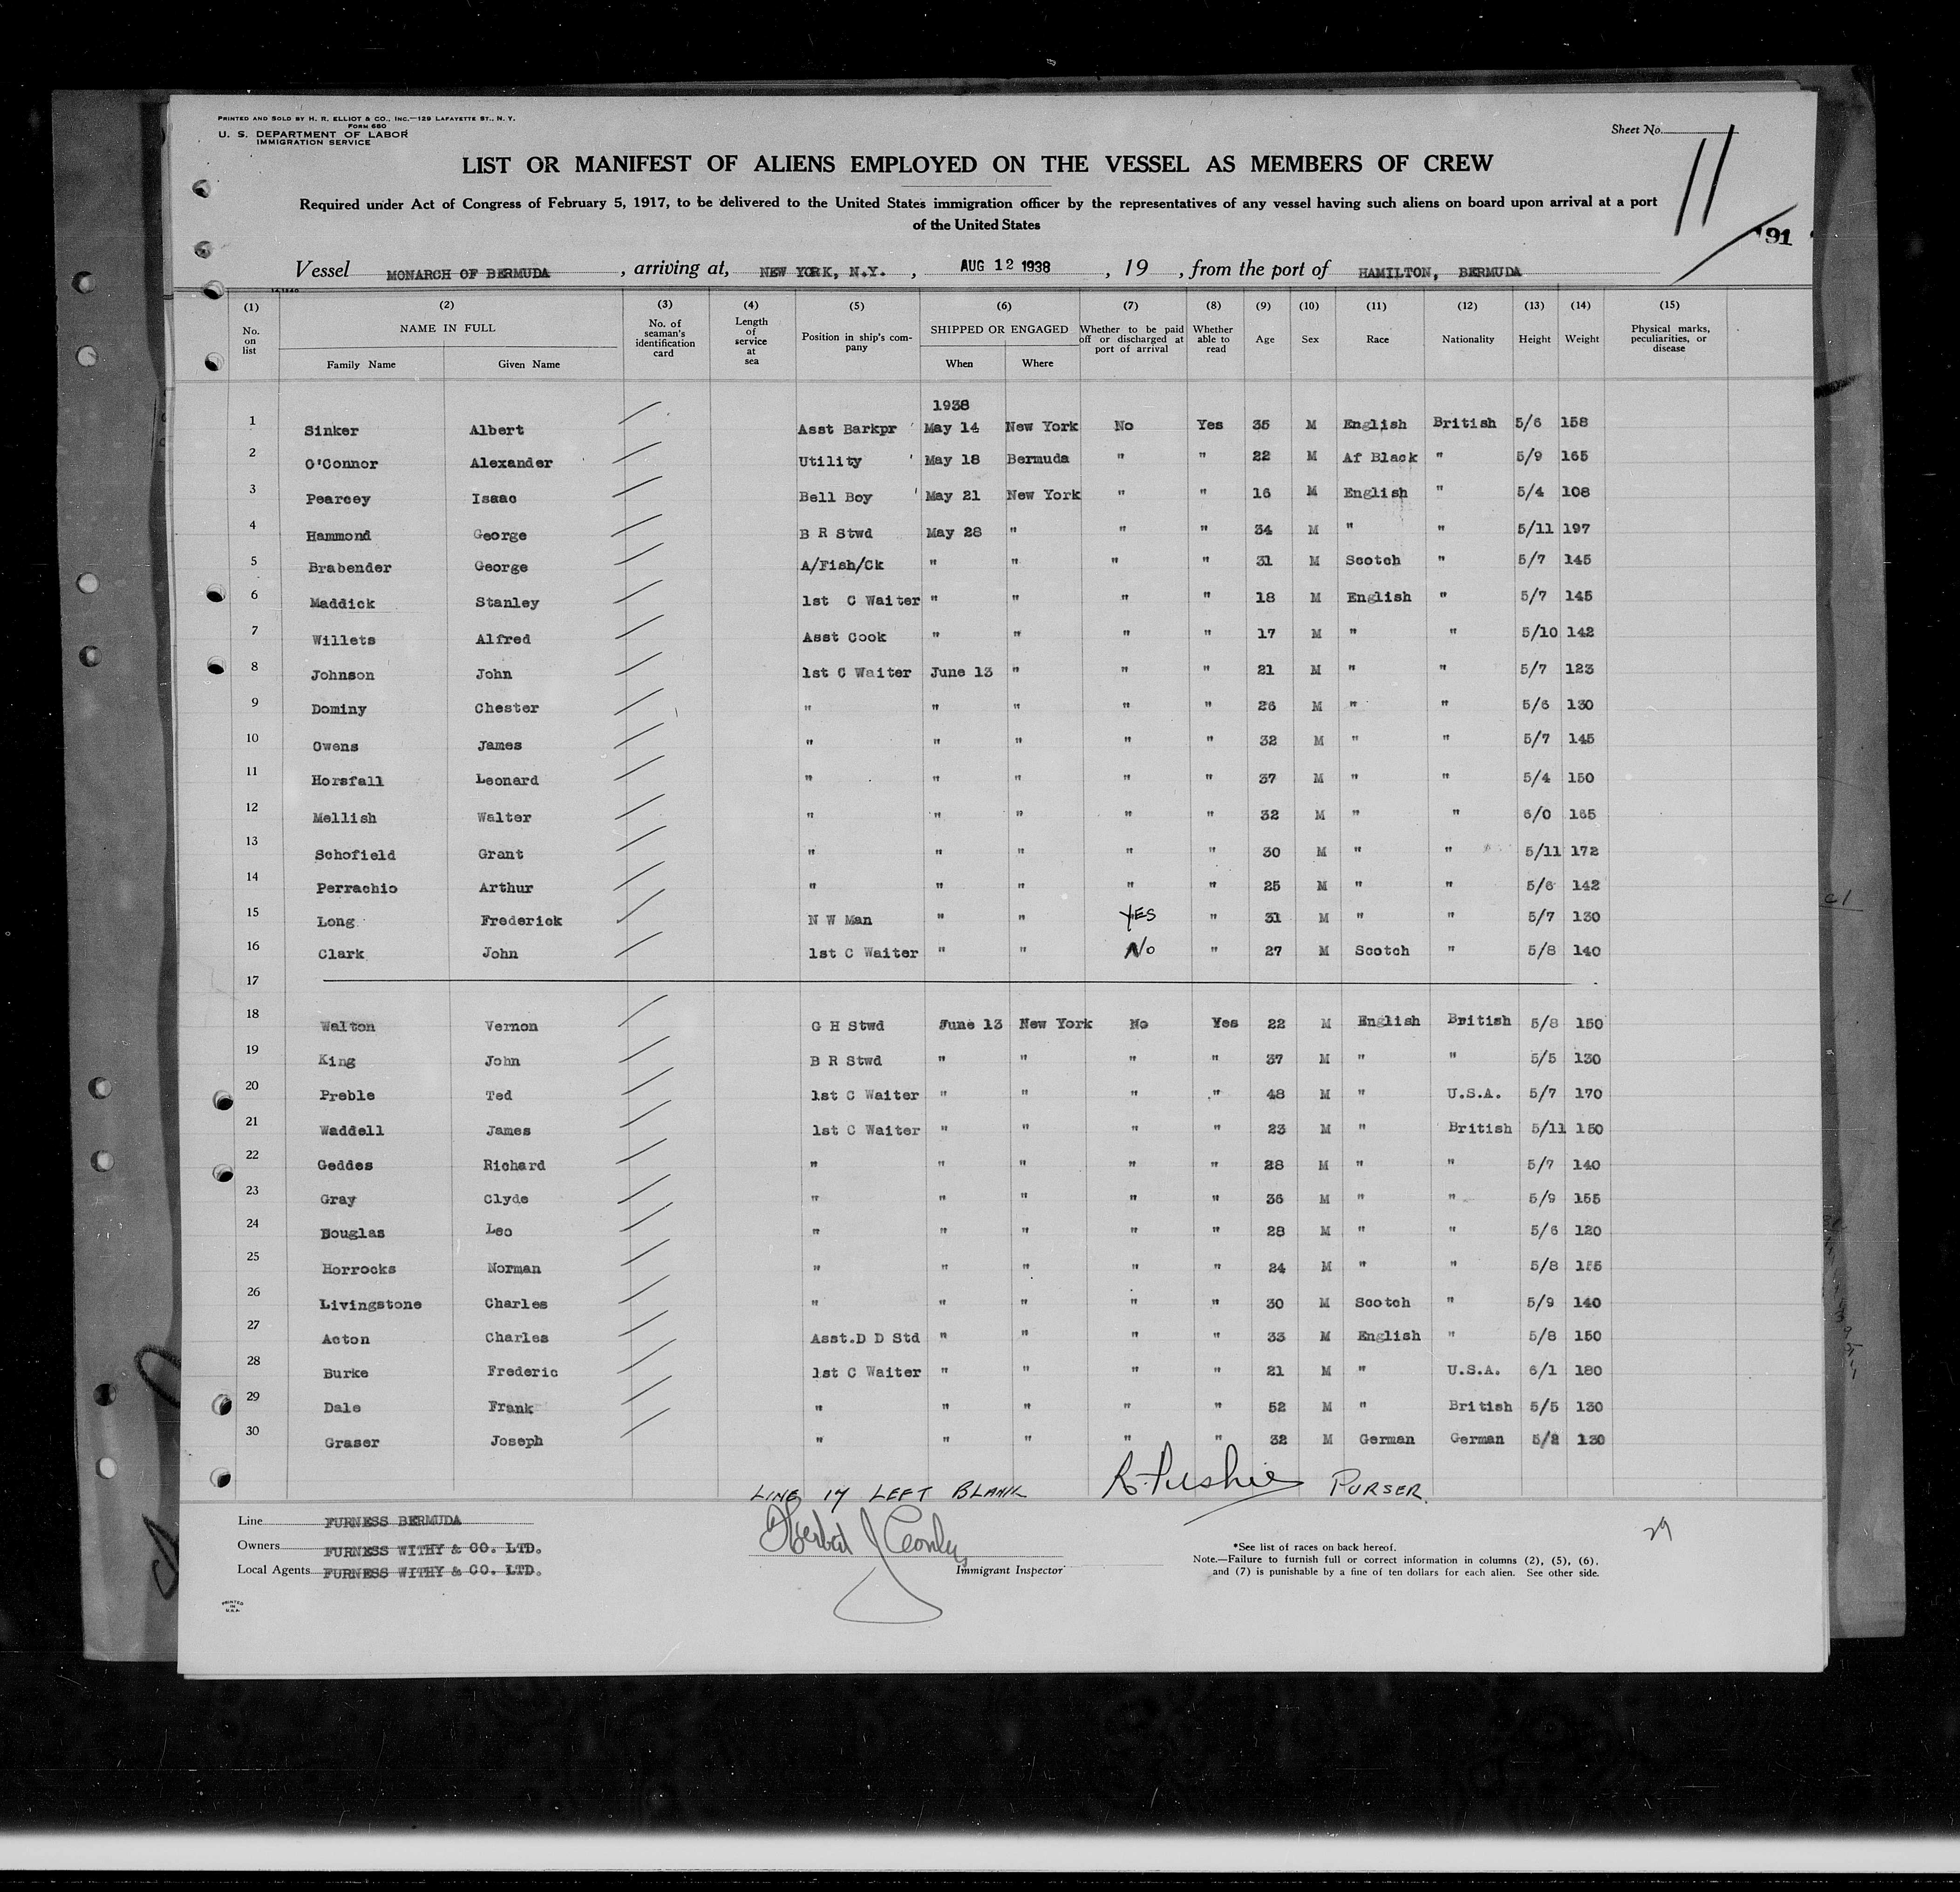 PRINTED AND SOLD BY H. R. ELLIOT & CO., INC.—129 LAFAYETTE ST., N. Y.
FORM 680
U. S. DEPARTMENT OF LABOR
IMMIGRATION SERVICE
Sheet No.
11
191
LIST OR MANIFEST OF ALIENS EMPLOYED ON THE VESSEL AS MEMBERS OF CREW
Required under Act of Congress of February 5, 1917, to be delivered to the United States immigration officer by the representatives of any vessel having such aliens on board upon arrival at a port
of the United States
Vessel MONARCH OF BERMUDA, arriving at, NEW YORK, N.Y., AUG 12 1938, 19 , from the port of HAMILTON, BERMUDA
(1) (2) (3) (4) (5) (6) (7) (8) (9) (10) (11) (12) (13) (14) (15)
No. on list NAME IN FULL Family Name Given Name No. of seaman's identification card Length of service at sea Position in ship's company SHIPPED OR ENGAGED When Where Whether to be paid off or discharged at port of arrival Whether able to read Age Sex Race Nationality Height Weight Physical marks, peculiarities, or disease
1938
1 Sinker Albert Asst Barkpr May 14 New York No Yes 35 M English British 5/6 158
2 O'Connor Alexander Utility May 18 Bermuda " " 22 M Af Black " 5/9 165
3 Pearcey Isaac Bell Boy May 21 New York " " 16 M English " 5/4 108
4 Hammond George B R Stwd May 28 " " " 34 M " " 5/11 197
5 Brabender George A/Fish/Ck " " " " 31 M Scotch " 5/7 145
6 Maddick Stanley 1st C Waiter " " " " 18 M English " 5/7 145
7 Willets Alfred Asst Cook " " " " 17 M " " 5/10 142
8 Johnson John 1st C Waiter June 13 " " " 21 M " " 5/7 123
9 Dominy Chester " " " " " 26 M " " 5/6 130
10 Owens James " " " " " 32 M " " 5/7 145
11 Horsfall Leonard " " " " " 37 M " " 5/4 150
12 Mellish Walter " " " " " 32 M " " 6/0 165
13 Schofield Grant " " " " " 30 M " " 5/11 172
14 Perrachio Arthur " " " " " 25 M " " 5/6 142
15 Long Frederick N W Man " " YES " 31 M " " 5/7 130
16 Clark John 1st C Waiter " " No " 27 M Scotch " 5/8 140
17
18 Walton Vernon G H Stwd June 13 New York No Yes 22 M English British 5/8 150
19 King John B R Stwd " " " " 37 M " " 5/5 130
20 Preble Ted 1st C Waiter " " " " 48 M " U.S.A. 5/7 170
21 Waddell James 1st C Waiter " " " " 23 M " British 5/11 150
22 Geddes Richard " " " " " 28 M " " 5/7 140
23 Gray Clyde " " " " " 36 M " " 5/9 155
24 Douglas Leo " " " " " 28 M " " 5/6 120
25 Horrocks Norman " " " " " 24 M " " 5/8 155
26 Livingstone Charles " " " " " 30 M Scotch " 5/9 140
27 Acton Charles Asst.D D Std " " " " 33 M English " 5/8 150
28 Burke Frederic 1st C Waiter " " " " 21 M " U.S.A. 6/1 180
29 Dale Frank " " " " " 52 M " British 5/5 130
30 Graser Joseph " " " " " 32 M German German 5/2 130
LINE 17 LEFT BLANK PURSER.
Line FURNESS BERMUDA
Owners FURNESS WITHY & CO. LTD.
Local Agents FURNESS WITHY & CO. LTD.
Immigrant Inspector
*See list of races on back hereof.
Note.—Failure to furnish full or correct information in columns (2), (5), (6),
and (7) is punishable by a fine of ten dollars for each alien. See other side.
29
PRINTED
IN
U.S.A.